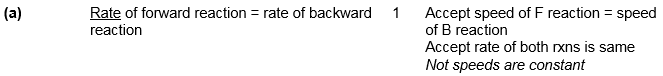 (a) Rate of forward reaction = rate of backward 1 Accept speed of F reaction = speed
reaction of B reaction
Accept rate of both rxns is same
Not speeds are constant